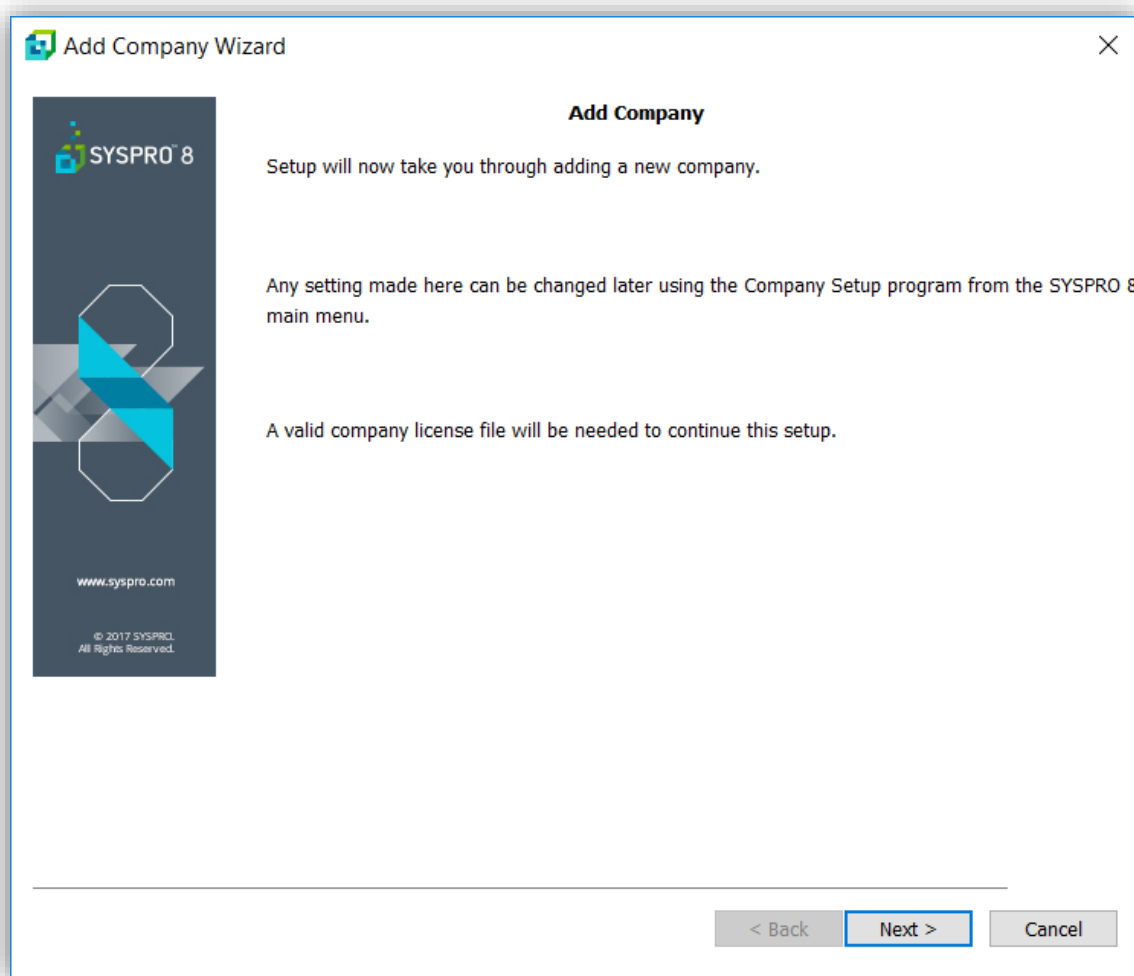 Add Company Wizard
SYSPRO™ 8
Add Company
Setup will now take you through adding a new company.
Any setting made here can be changed later using the Company Setup program from the SYSPRO 8
main menu.
A valid company license file will be needed to continue this setup.
www.syspro.com
© 2017 SYSPRO.
All Rights Reserved.
< Back
Next >
Cancel